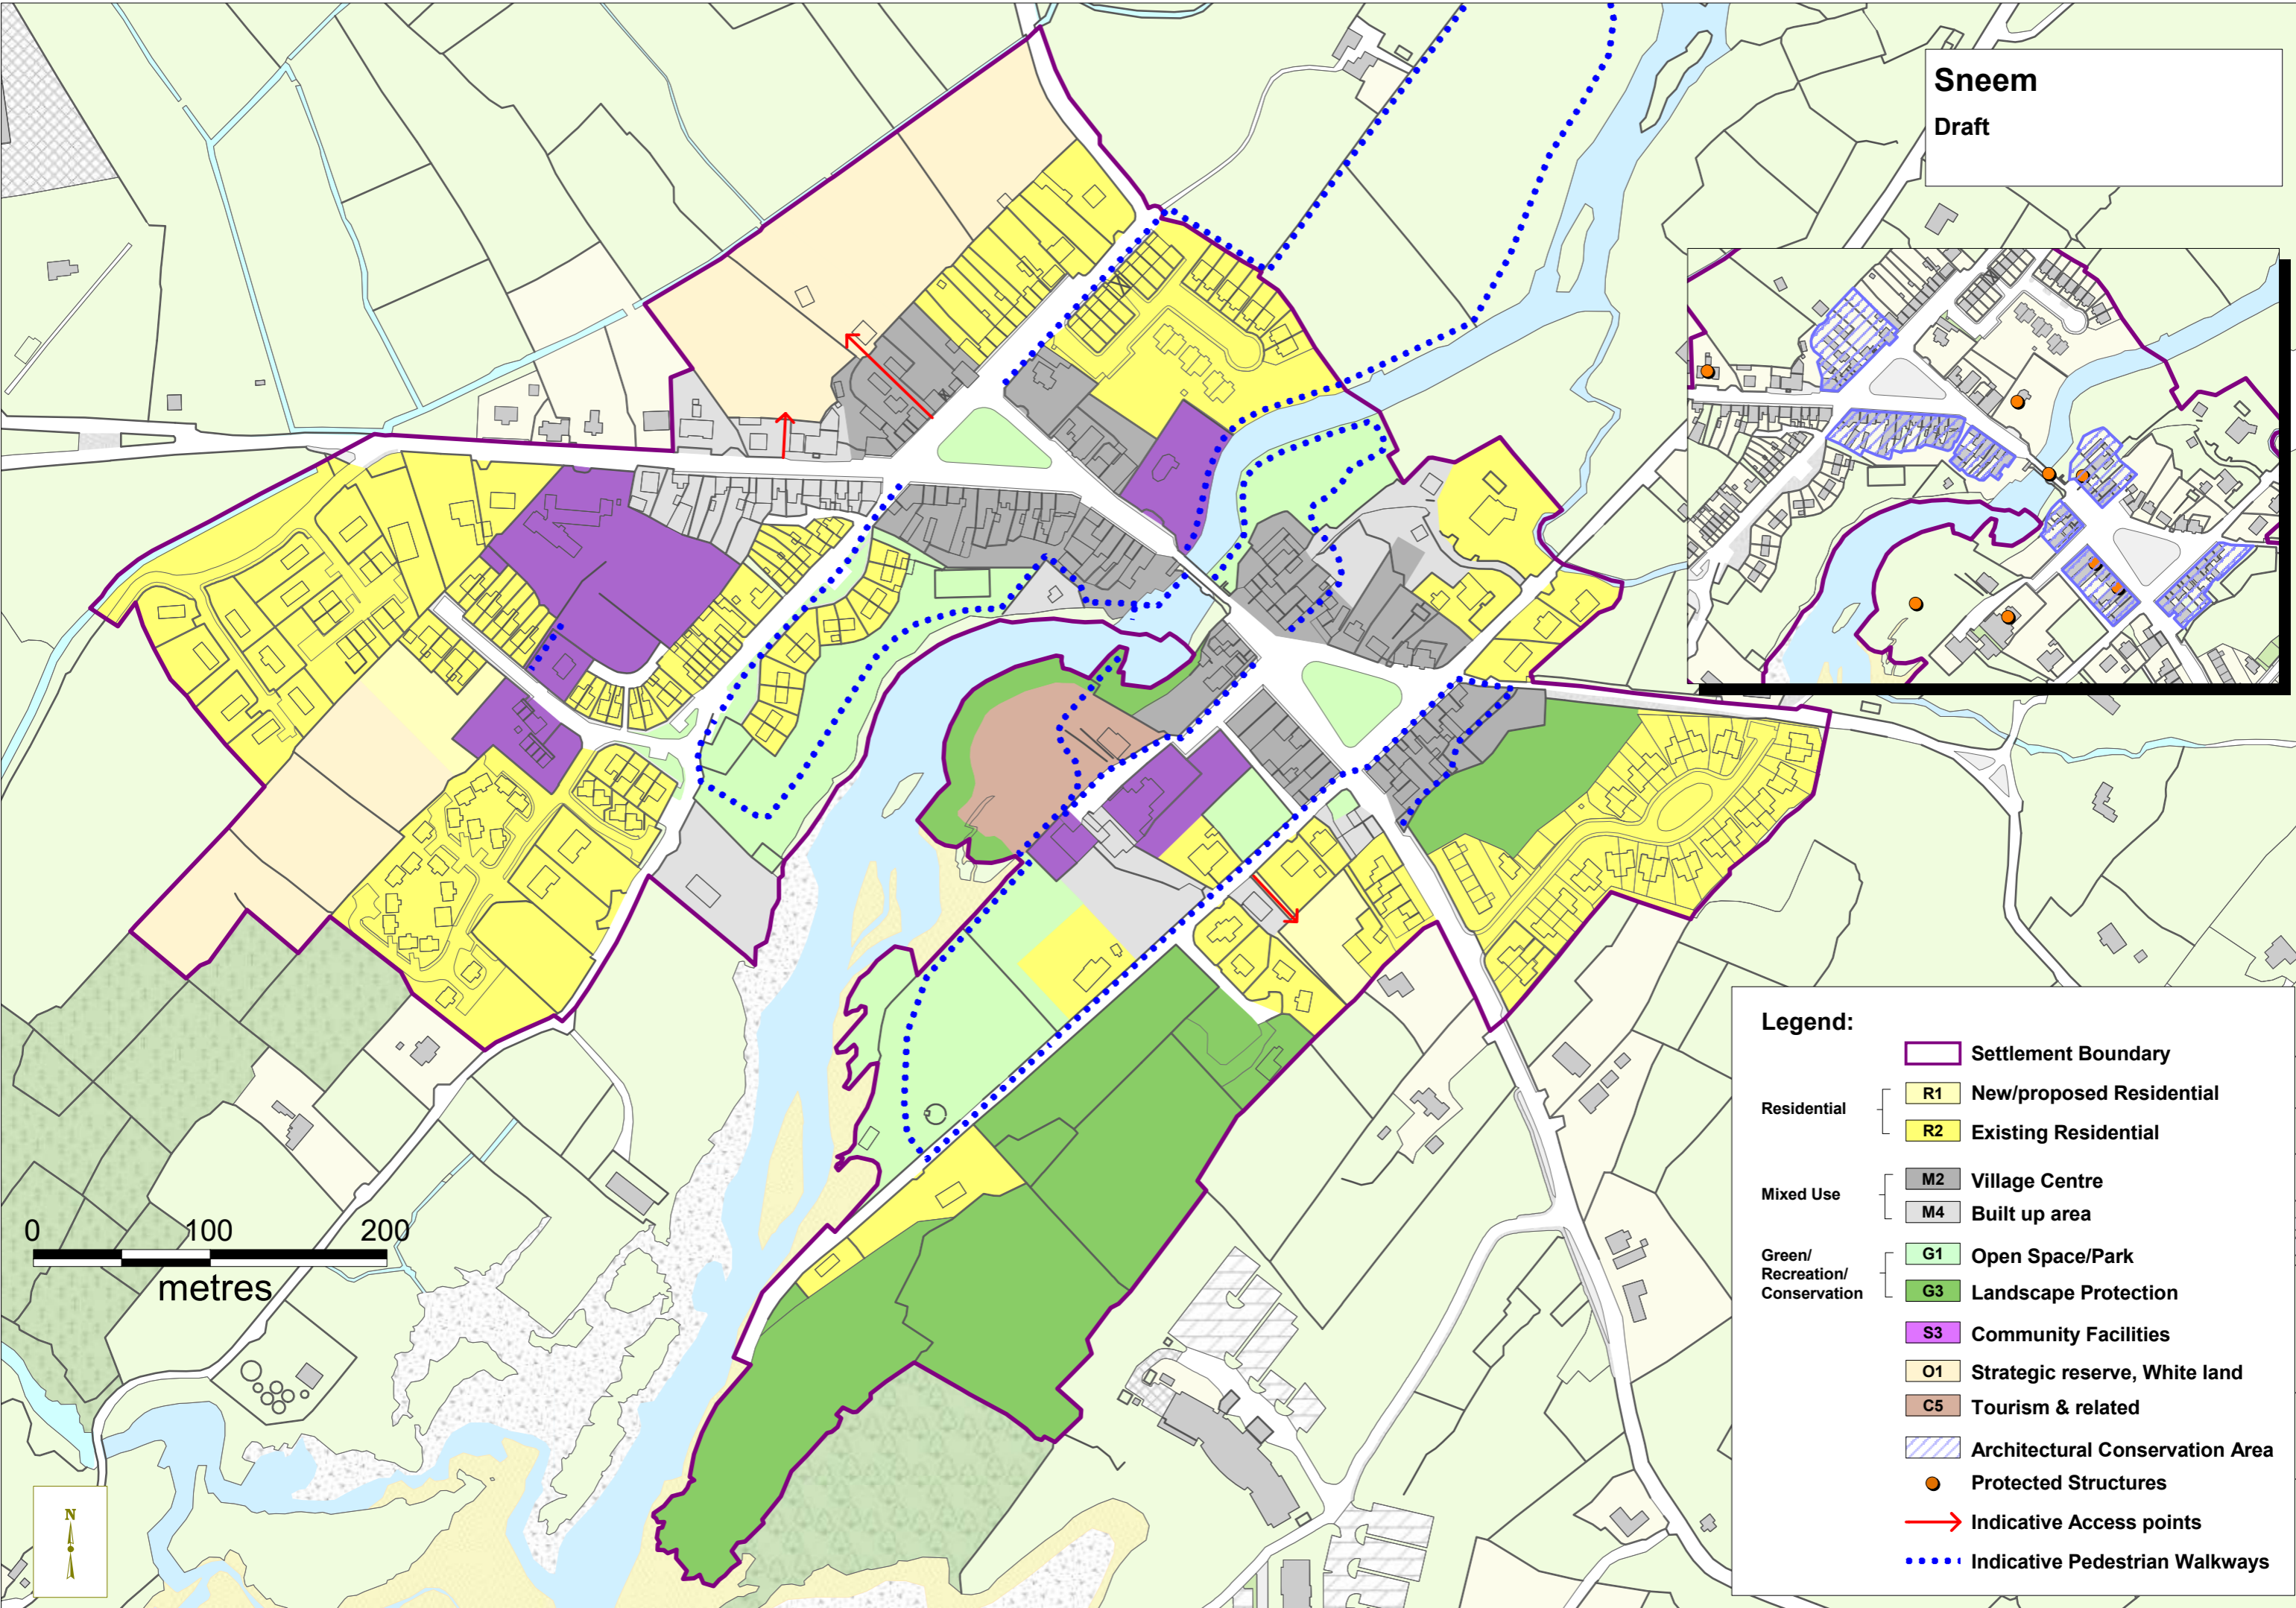 Sneem
Draft
Legend:
Settlement Boundary
Residential
R1 New/proposed Residential
R2 Existing Residential
Mixed Use
M2 Village Centre
M4 Built up area
Green/
Recreation/
Conservation
G1 Open Space/Park
G3 Landscape Protection
S3 Community Facilities
O1 Strategic reserve, White land
C5 Tourism & related
Architectural Conservation Area
Protected Structures
Indicative Access points
Indicative Pedestrian Walkways
0 100 200
metres
N